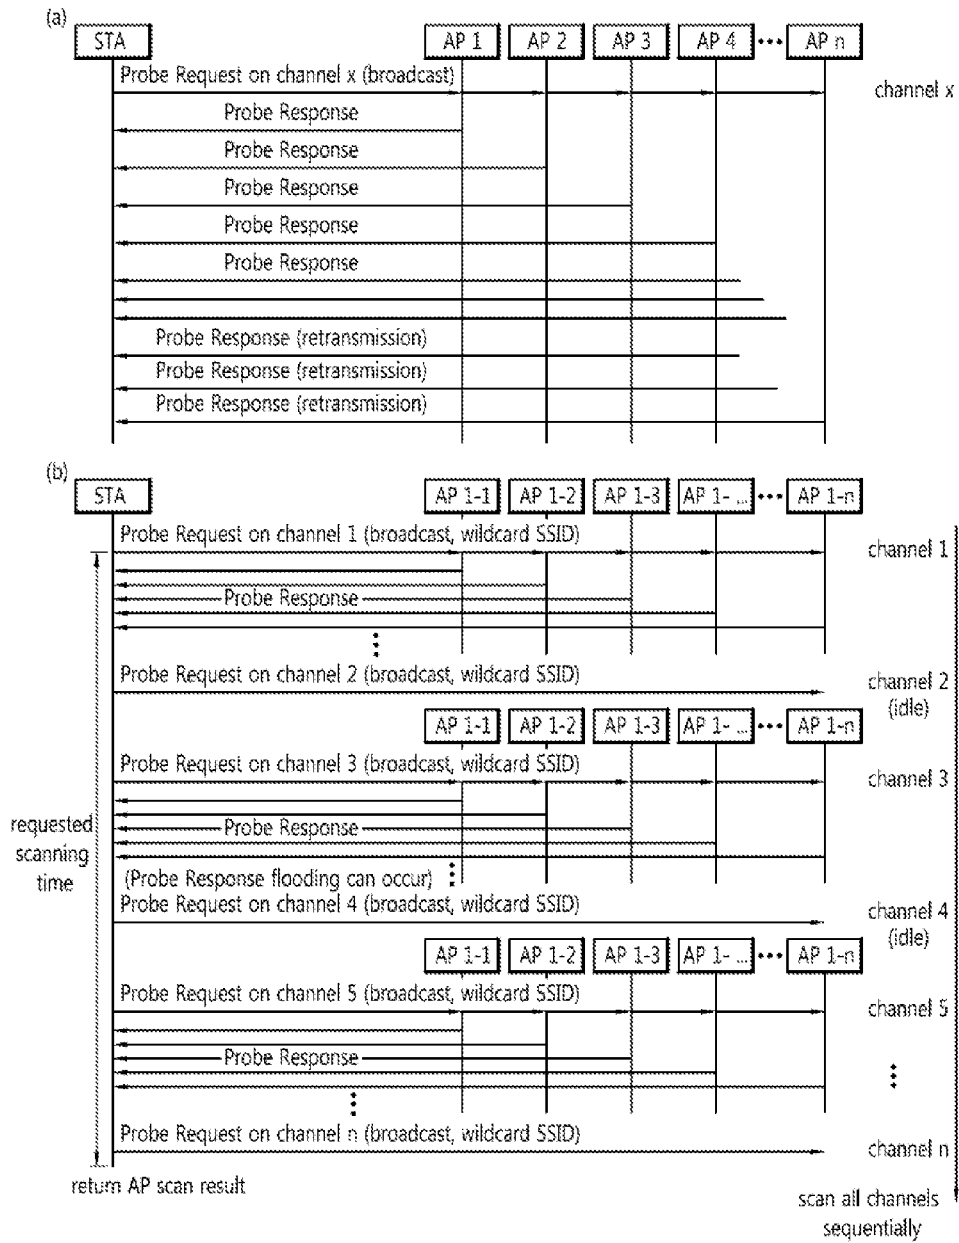 (a)
STA AP 1 AP 2 AP 3 AP 4 ••• AP n
Probe Request on channel x (broadcast)
channel x
Probe Response
Probe Response
Probe Response
Probe Response
Probe Response
Probe Response (retransmission)
Probe Response (retransmission)
Probe Response (retransmission)
(b)
STA AP 1-1 AP 1-2 AP 1-3 AP 1- ... ••• AP 1-n
Probe Request on channel 1 (broadcast, wildcard SSID)
channel 1
Probe Response
Probe Request on channel 2 (broadcast, wildcard SSID)
channel 2
(idle)
AP 1-1 AP 1-2 AP 1-3 AP 1- ... ••• AP 1-n
Probe Request on channel 3 (broadcast, wildcard SSID)
channel 3
requested
scanning
time
Probe Response
(Probe Response flooding can occur)
Probe Request on channel 4 (broadcast, wildcard SSID)
channel 4
(idle)
AP 1-1 AP 1-2 AP 1-3 AP 1- ... ••• AP 1-n
Probe Request on channel 5 (broadcast, wildcard SSID)
channel 5
Probe Response
Probe Request on channel n (broadcast, wildcard SSID)
channel n
return AP scan result
scan all channels
sequentially